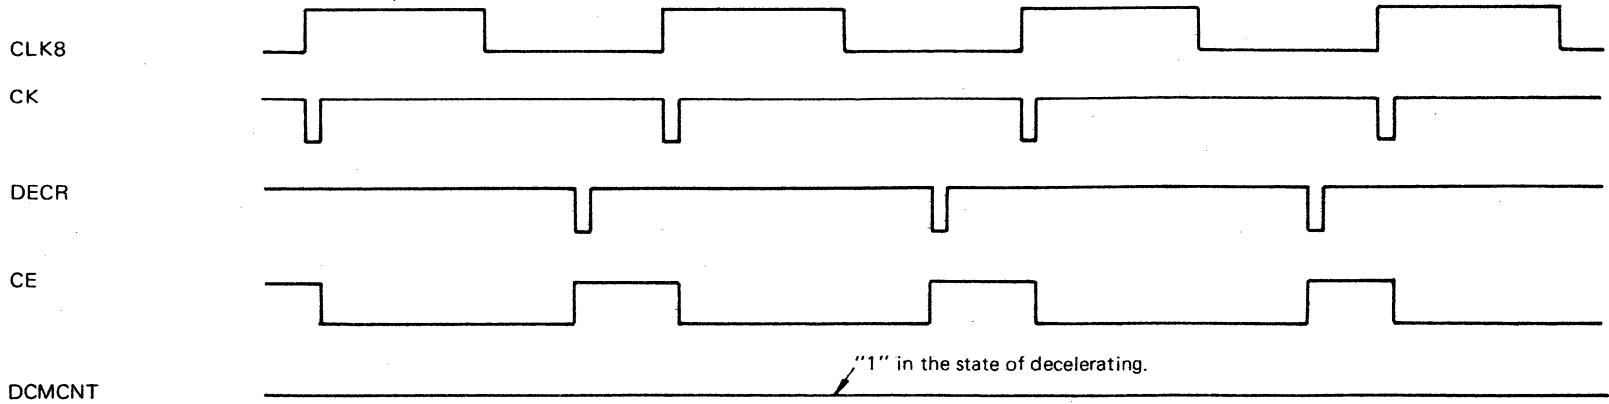 CLK8
CK
DECR
CE
"1" in the state of decelerating.
DCMCNT